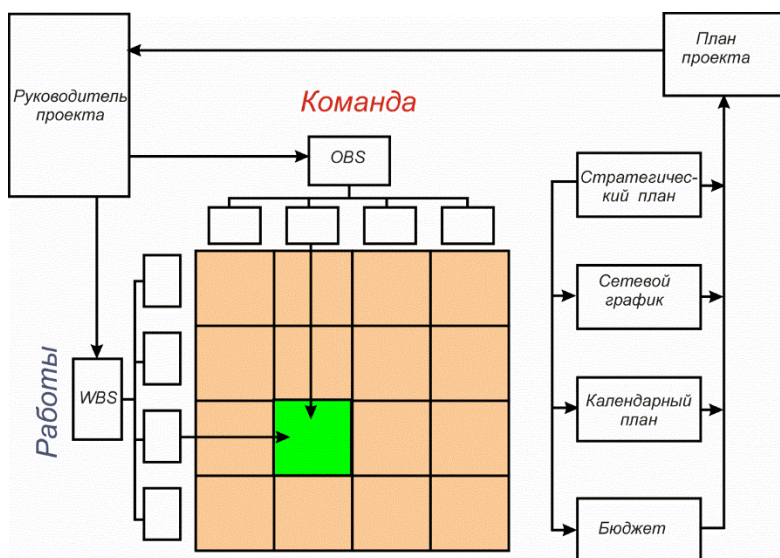 План
проекта
Руководитель
проекта
Команда
OBS
Стратегичес-
кий план
Сетевой
график
Работы
WBS
Календарный
план
Бюджет